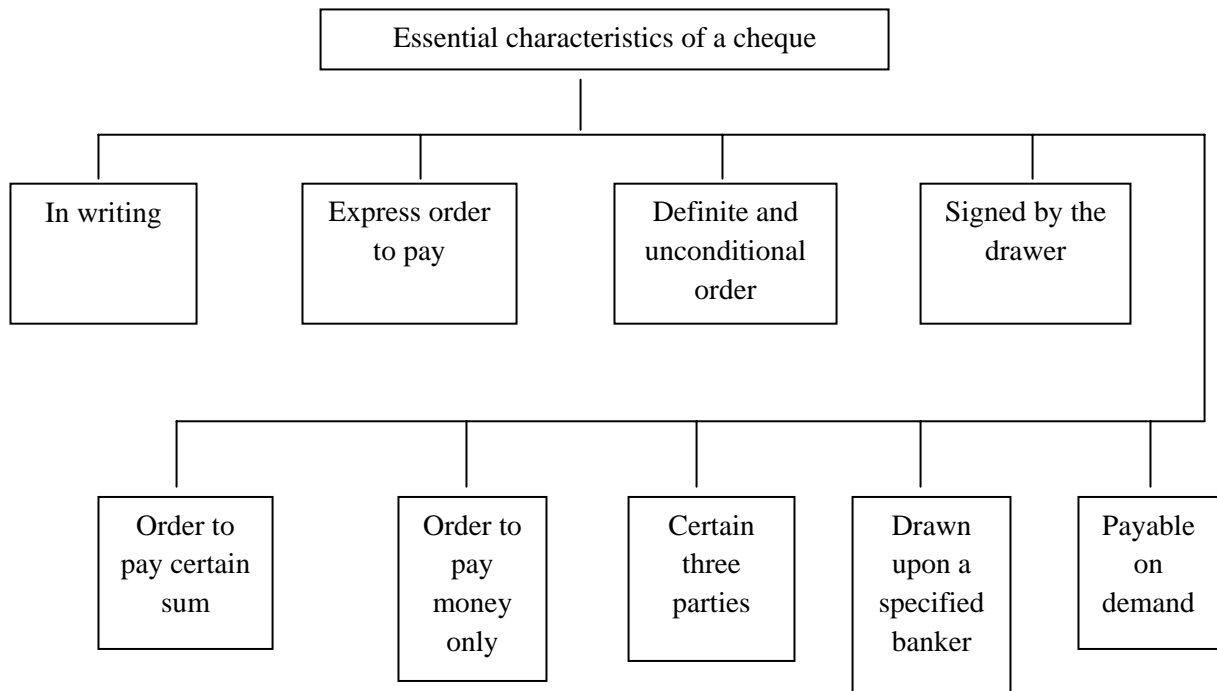 Essential characteristics of a cheque
In writing
Express order
to pay
Definite and
unconditional
order
Signed by the
drawer
Order to
pay certain
sum
Order to
pay
money
only
Certain
three
parties
Drawn
upon a
specified
banker
Payable
on
demand